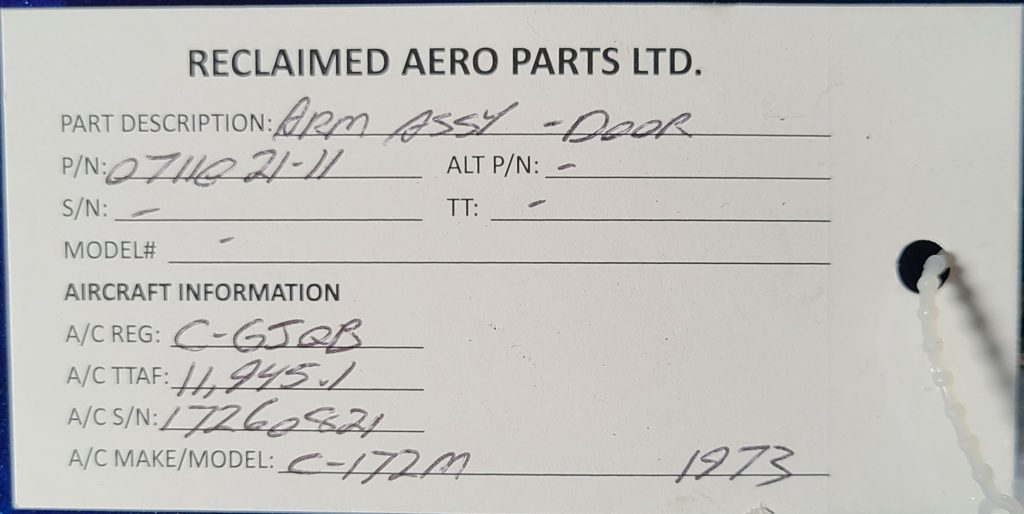 RECLAIMED AERO PARTS LTD.
PART DESCRIPTION: ARM ASSY - DOOR
P/N: 0711021-11 ALT P/N: -
S/N: - TT: -
MODEL# -
AIRCRAFT INFORMATION
A/C REG: C-GJQB
A/C TTAF: 11,945.1
A/C S/N: 17260821
A/C MAKE/MODEL: C-172M 1973